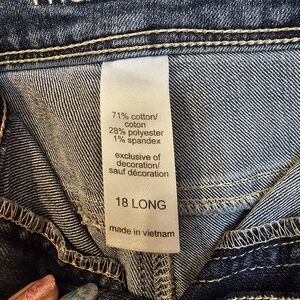 71% cotton/
coton
28% polyester
1% spandex
exclusive of
decoration/
sauf décoration
18 LONG
made in vietnam